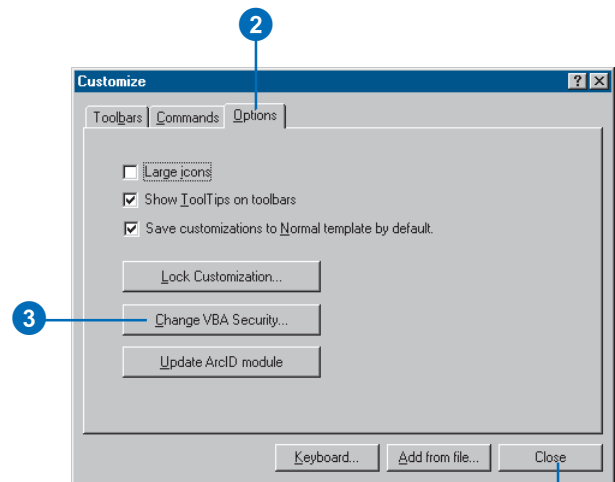 2
Customize
? X
Toolbars Commands Options
Large icons
Show ToolTips on toolbars
Save customizations to Normal template by default.
Lock Customization...
3
Change VBA Security...
Update ArcID module
Keyboard... Add from file... Close